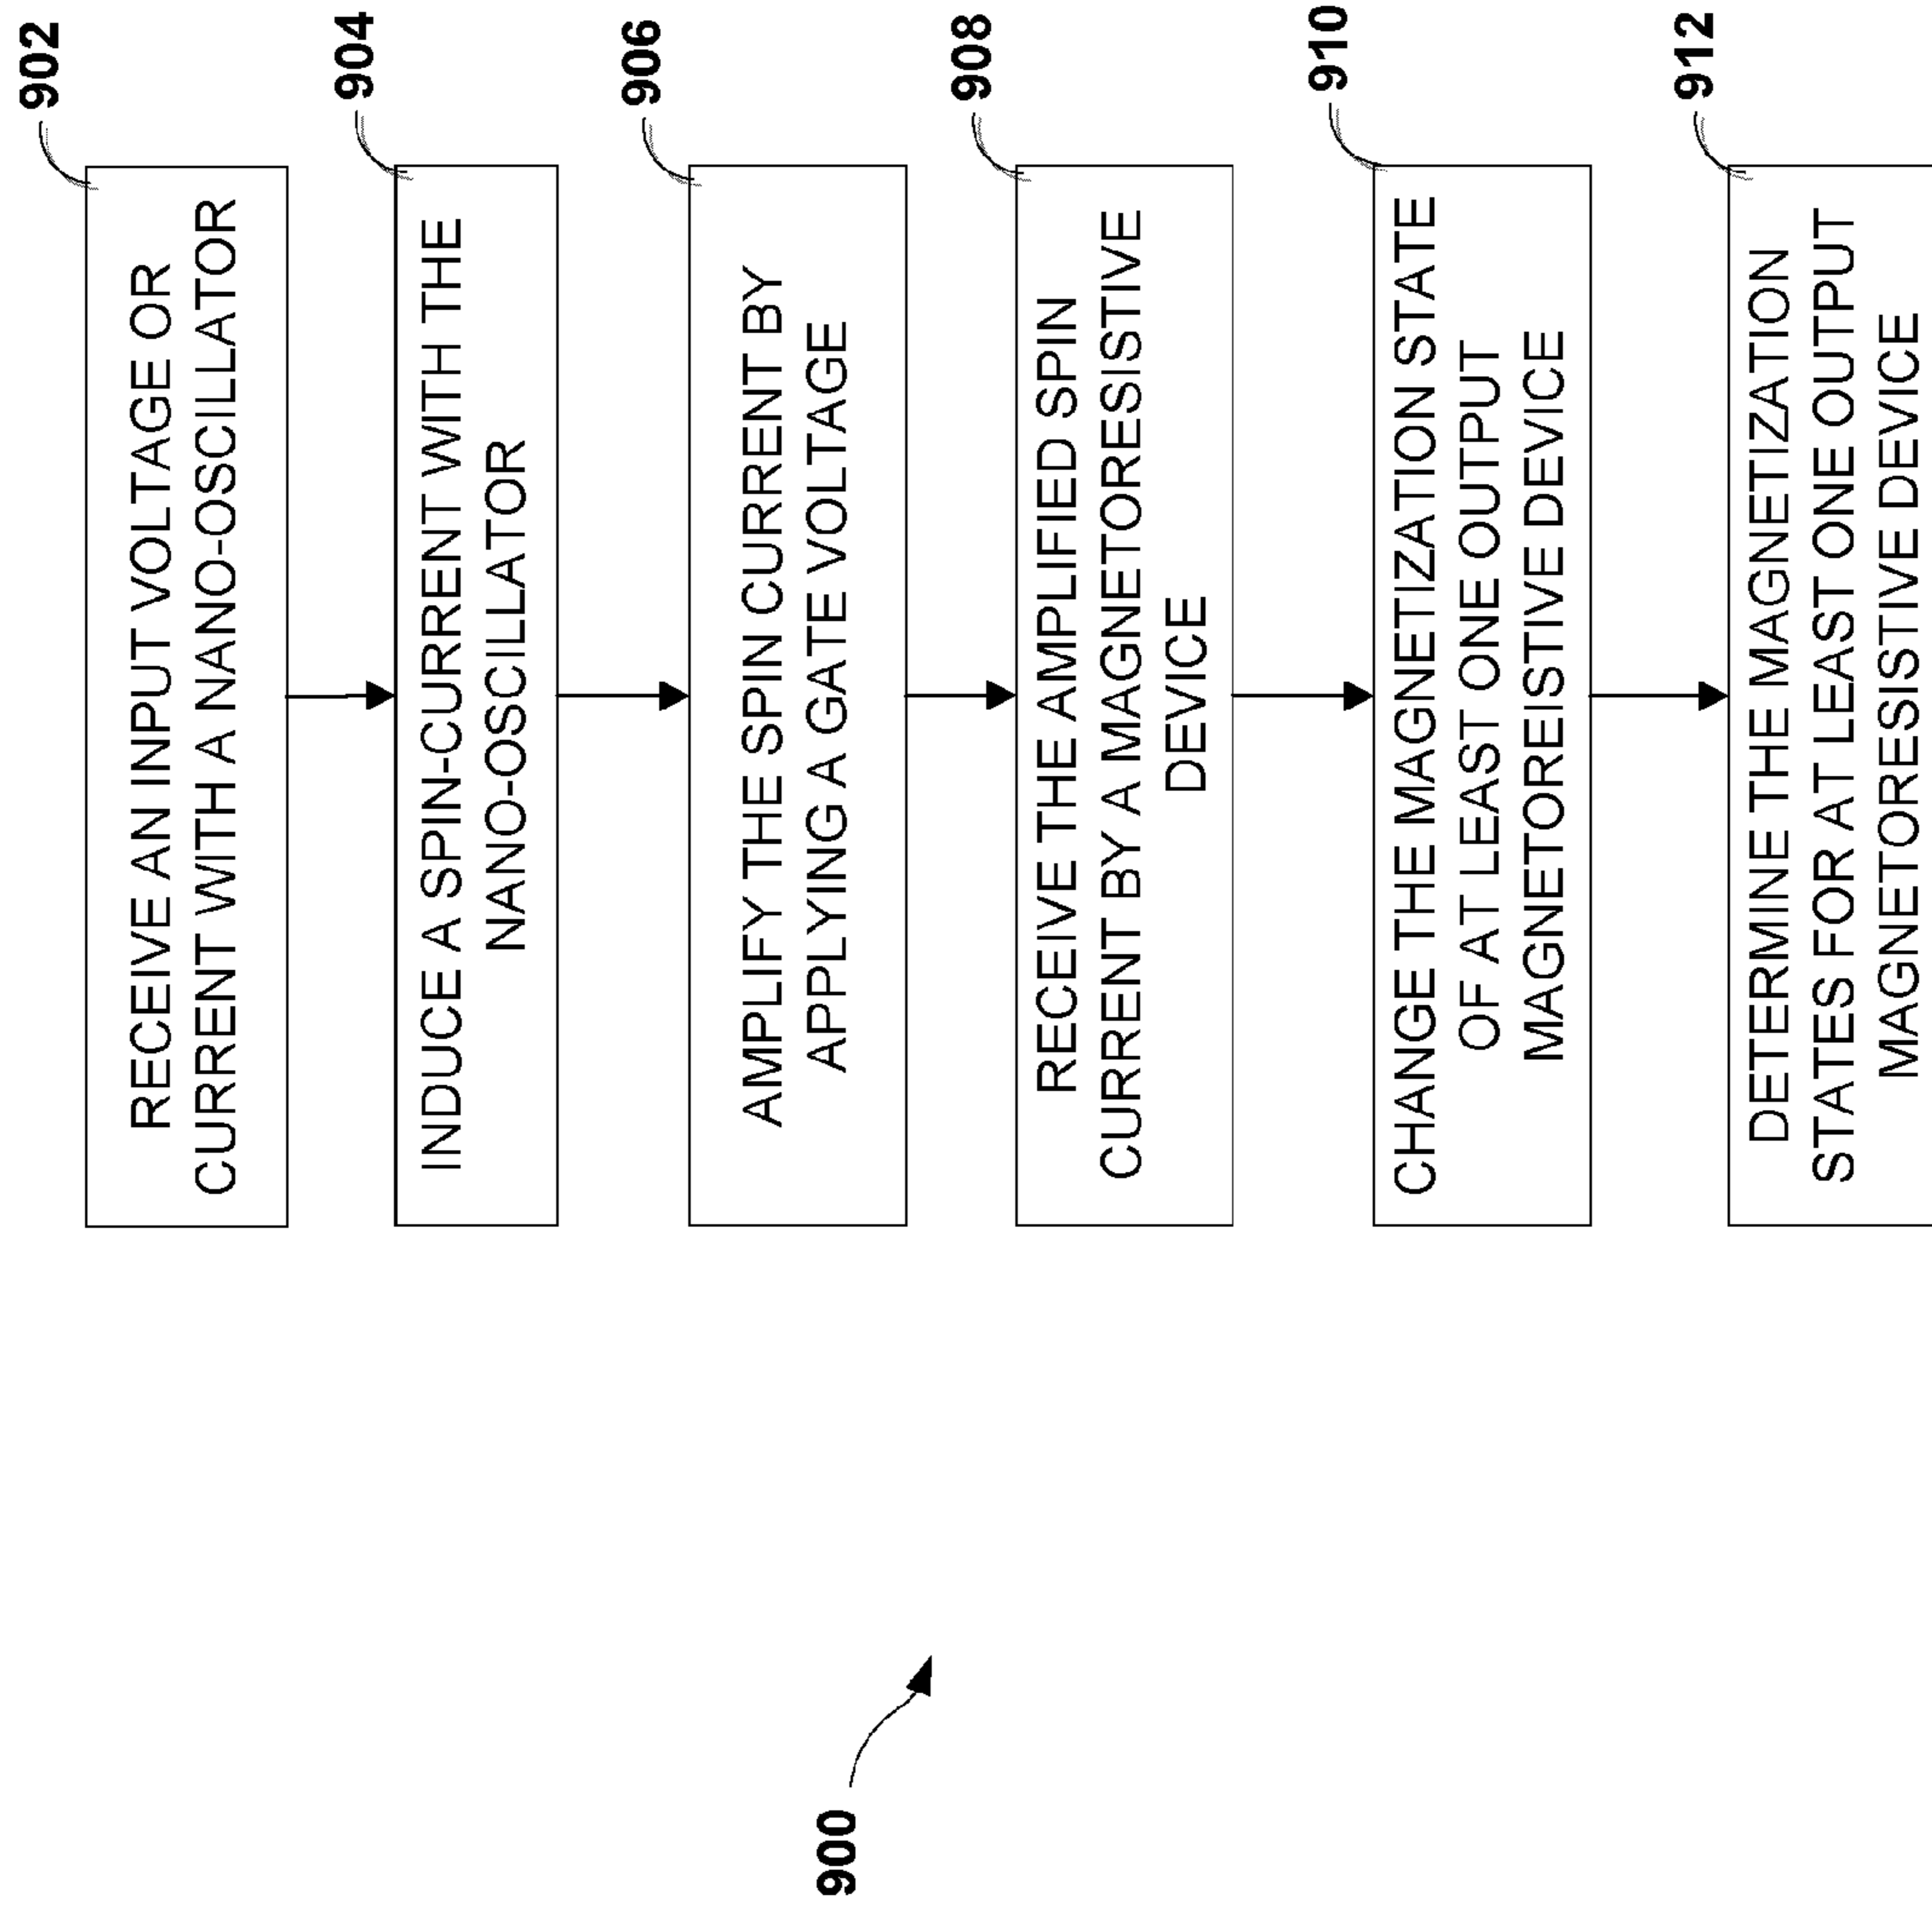 900
902
RECEIVE AN INPUT VOLTAGE OR
CURRENT WITH A NANO-OSCILLATOR
904
INDUCE A SPIN-CURRENT WITH THE
NANO-OSCILLATOR
906
AMPLIFY THE SPIN CURRENT BY
APPLYING A GATE VOLTAGE
908
RECEIVE THE AMPLIFIED SPIN
CURRENT BY A MAGNETORESISTIVE
DEVICE
910
CHANGE THE MAGNETIZATION STATE
OF AT LEAST ONE OUTPUT
MAGNETOREISTIVE DEVICE
912
DETERMINE THE MAGNETIZATION
STATES FOR AT LEAST ONE OUTPUT
MAGNETORESISTIVE DEVICE